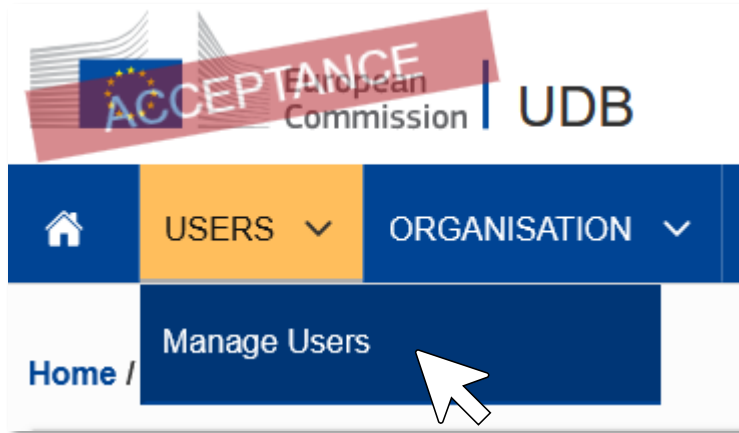 ACCEPTANCE
European
Commission
UDB
USERS
ORGANISATION
Manage Users
Home /